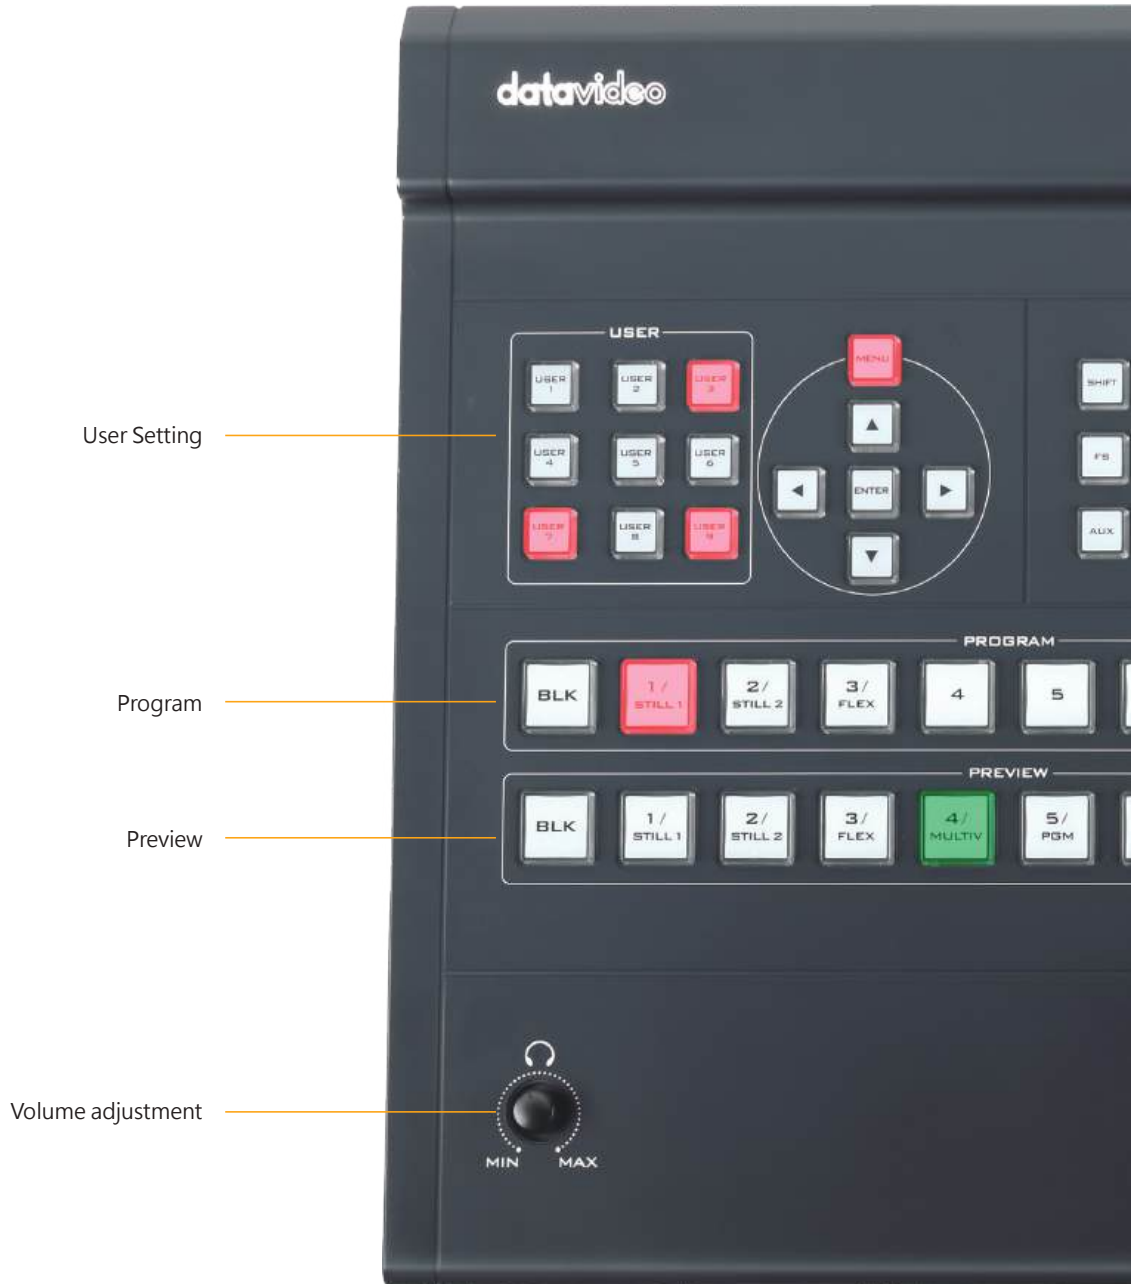 datavideo
USER
USER 1
USER 2
USER 3
USER 4
USER 5
USER 6
USER 7
USER 8
USER 9
MENU
ENTER
SHIFT
FS
AUX
User Setting
PROGRAM
BLK
1/ STILL 1
2/ STILL 2
3/ FLEX
4
5
Program
PREVIEW
BLK
1/ STILL 1
2/ STILL 2
3/ FLEX
4/ MULTIV
5/ PGM
Preview
Volume adjustment
MIN
MAX